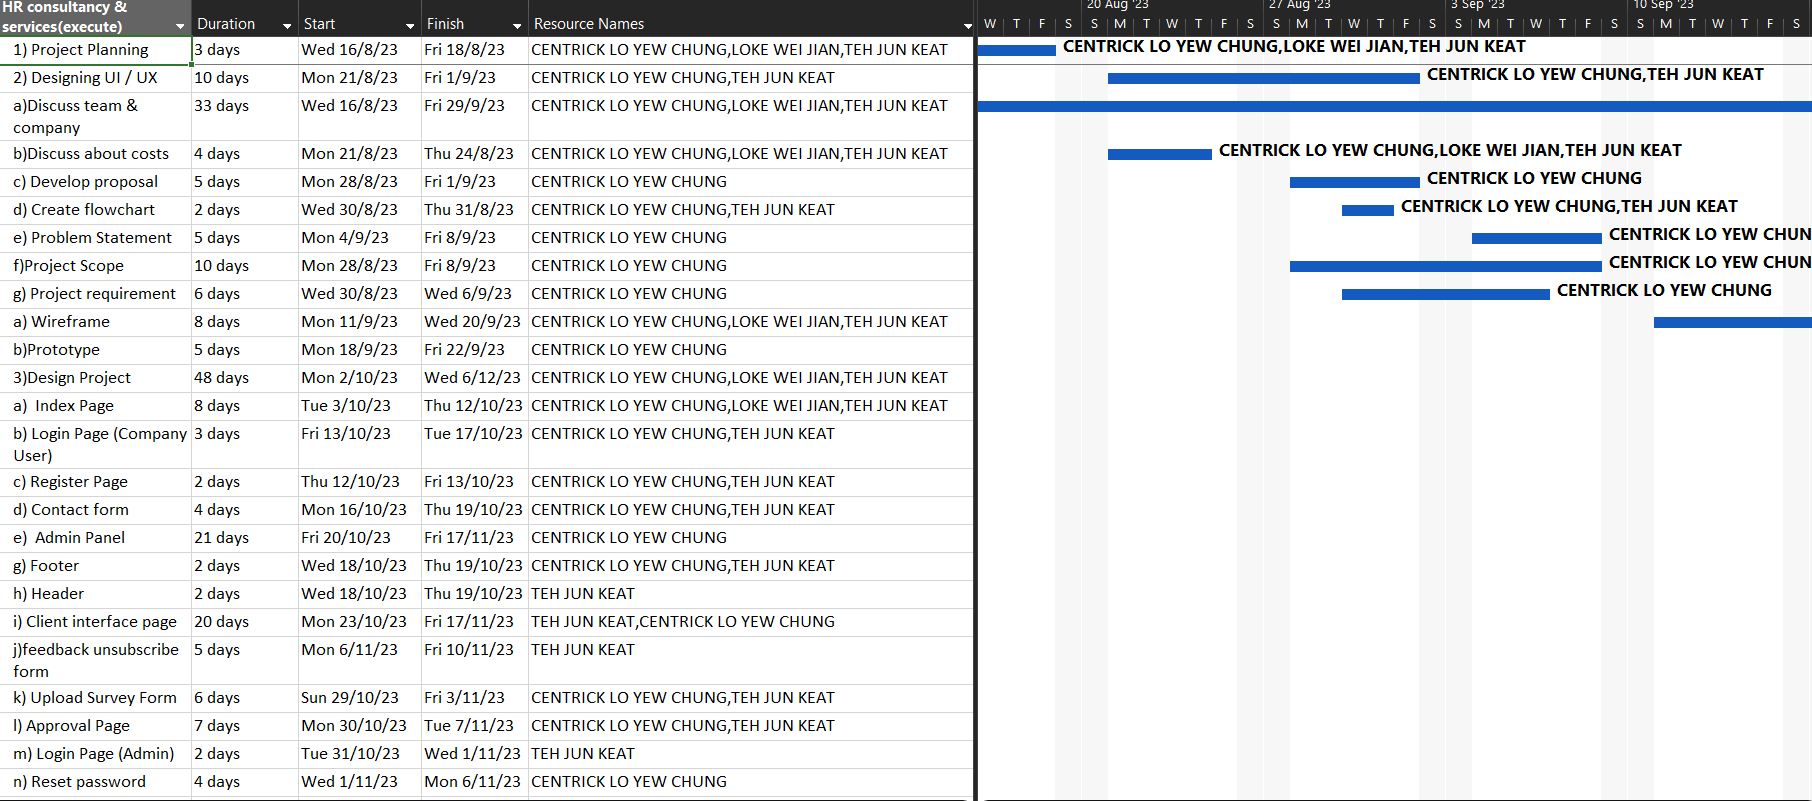 HR consultancy &
services(execute) Duration Start Finish Resource Names
20 Aug '23 27 Aug '23 3 Sep '23 10 Sep '23
W T F S S M T W T F S S M T W T F S S M T W T F S S M T W T F S
1) Project Planning 3 days Wed 16/8/23 Fri 18/8/23 CENTRICK LO YEW CHUNG,LOKE WEI JIAN,TEH JUN KEAT CENTRICK LO YEW CHUNG,LOKE WEI JIAN,TEH JUN KEAT
2) Designing UI / UX 10 days Mon 21/8/23 Fri 1/9/23 CENTRICK LO YEW CHUNG,TEH JUN KEAT CENTRICK LO YEW CHUNG,TEH JUN KEAT
a)Discuss team & 33 days Wed 16/8/23 Fri 29/9/23 CENTRICK LO YEW CHUNG,LOKE WEI JIAN,TEH JUN KEAT
company
b)Discuss about costs 4 days Mon 21/8/23 Thu 24/8/23 CENTRICK LO YEW CHUNG,LOKE WEI JIAN,TEH JUN KEAT CENTRICK LO YEW CHUNG,LOKE WEI JIAN,TEH JUN KEAT
c) Develop proposal 5 days Mon 28/8/23 Fri 1/9/23 CENTRICK LO YEW CHUNG CENTRICK LO YEW CHUNG
d) Create flowchart 2 days Wed 30/8/23 Thu 31/8/23 CENTRICK LO YEW CHUNG,TEH JUN KEAT CENTRICK LO YEW CHUNG,TEH JUN KEAT
e) Problem Statement 5 days Mon 4/9/23 Fri 8/9/23 CENTRICK LO YEW CHUNG CENTRICK LO YEW CHUN
f)Project Scope 10 days Mon 28/8/23 Fri 8/9/23 CENTRICK LO YEW CHUNG CENTRICK LO YEW CHUN
g) Project requirement 6 days Wed 30/8/23 Wed 6/9/23 CENTRICK LO YEW CHUNG CENTRICK LO YEW CHUNG
a) Wireframe 8 days Mon 11/9/23 Wed 20/9/23 CENTRICK LO YEW CHUNG,LOKE WEI JIAN,TEH JUN KEAT
b)Prototype 5 days Mon 18/9/23 Fri 22/9/23 CENTRICK LO YEW CHUNG
3)Design Project 48 days Mon 2/10/23 Wed 6/12/23 CENTRICK LO YEW CHUNG,LOKE WEI JIAN,TEH JUN KEAT
a) Index Page 8 days Tue 3/10/23 Thu 12/10/23 CENTRICK LO YEW CHUNG,LOKE WEI JIAN,TEH JUN KEAT
b) Login Page (Company 3 days Fri 13/10/23 Tue 17/10/23 CENTRICK LO YEW CHUNG,TEH JUN KEAT
User)
c) Register Page 2 days Thu 12/10/23 Fri 13/10/23 CENTRICK LO YEW CHUNG,TEH JUN KEAT
d) Contact form 4 days Mon 16/10/23 Thu 19/10/23 CENTRICK LO YEW CHUNG,TEH JUN KEAT
e) Admin Panel 21 days Fri 20/10/23 Fri 17/11/23 CENTRICK LO YEW CHUNG
g) Footer 2 days Wed 18/10/23 Thu 19/10/23 CENTRICK LO YEW CHUNG,TEH JUN KEAT
h) Header 2 days Wed 18/10/23 Thu 19/10/23 TEH JUN KEAT
i) Client interface page 20 days Mon 23/10/23 Fri 17/11/23 TEH JUN KEAT,CENTRICK LO YEW CHUNG
j)feedback unsubscribe 5 days Mon 6/11/23 Fri 10/11/23 TEH JUN KEAT
form
k) Upload Survey Form 6 days Sun 29/10/23 Fri 3/11/23 CENTRICK LO YEW CHUNG,TEH JUN KEAT
l) Approval Page 7 days Mon 30/10/23 Tue 7/11/23 CENTRICK LO YEW CHUNG,TEH JUN KEAT
m) Login Page (Admin) 2 days Tue 31/10/23 Wed 1/11/23 TEH JUN KEAT
n) Reset password 4 days Wed 1/11/23 Mon 6/11/23 CENTRICK LO YEW CHUNG